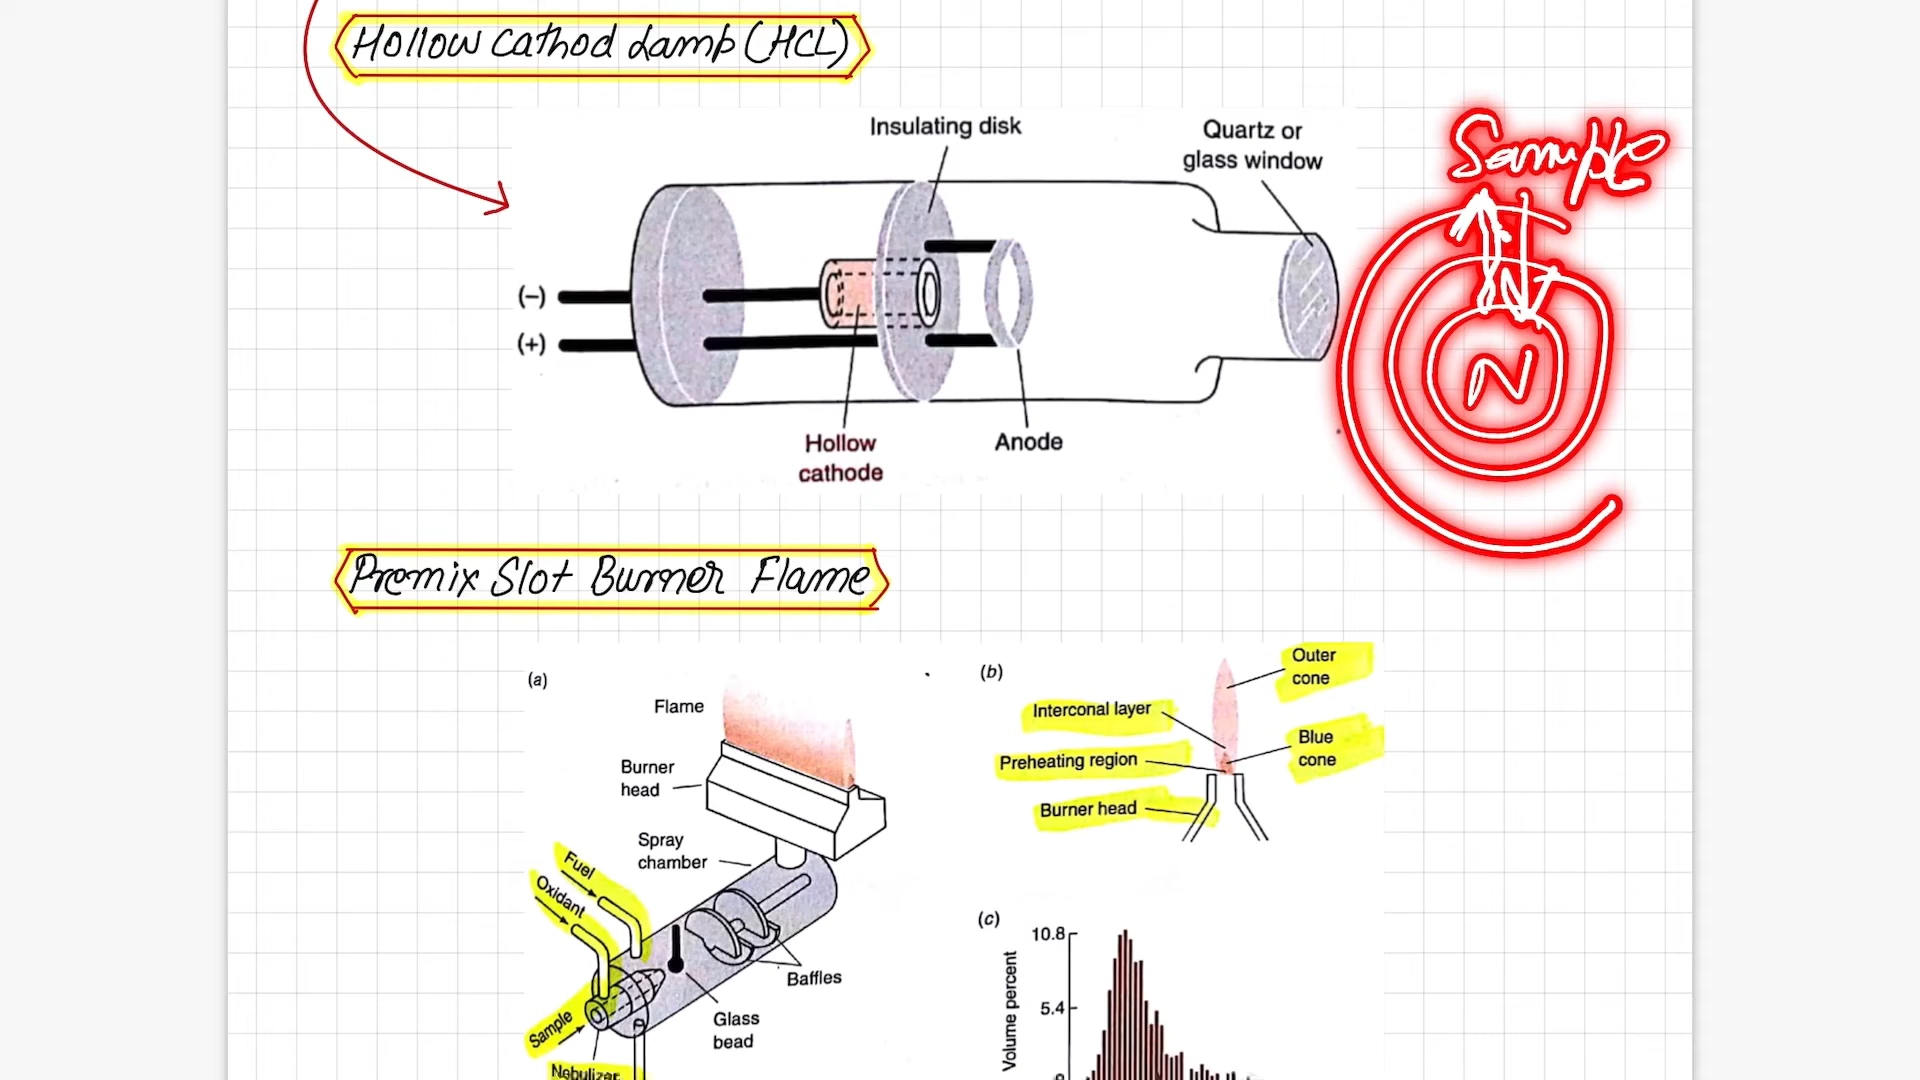 Hollow Cathod Lamp (HCL)
Insulating disk
Quartz or
glass window
Sample
(–)
(+)
N
Hollow
cathode
Anode
Premix Slot Burner Flame
(a)
Flame
Burner
head
Spray
chamber
Fuel
Oxidant
Baffles
Sample
Glass
bead
Nebulizer
(b)
Outer
cone
Interconal layer
Blue
cone
Preheating region
Burner head
(c)
10.8
5.4
Volume percent